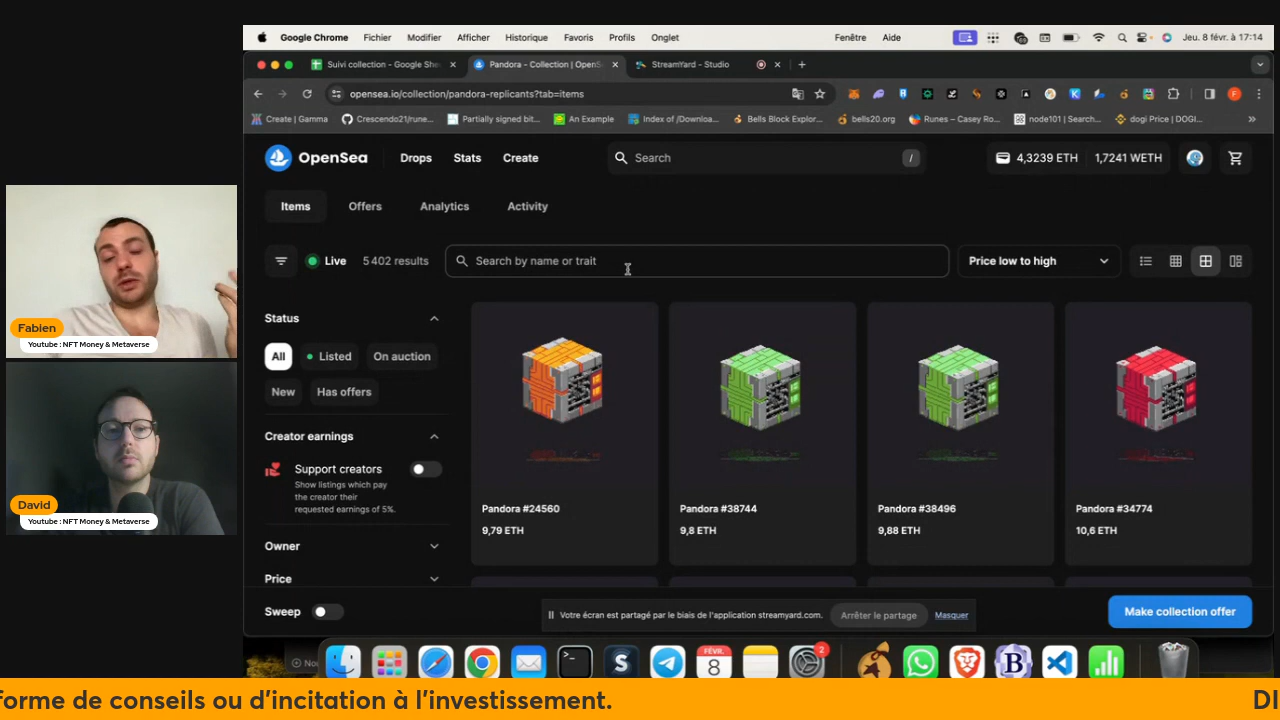 Google Chrome Fichier Modifier Afficher Historique Favoris Profils Onglet Fenêtre Aide Jeu. 8 févr. à 17:14
Suivi collection - Google She Pandora - Collection | OpenS StreamYard - Studio
opensea.io/collection/pandora-replicants?tab=items
Create | Gamma Crescendo21/rune... Partially signed bit... An Example Index of /Downloa... Bells Block Explor... bells20.org Runes – Casey Ro... node101 | Search... dogi Price | DOGI...
OpenSea Drops Stats Create Search / 4,3239 ETH 1,7241 WETH
Items Offers Analytics Activity
Live 5 402 results Search by name or trait Price low to high
Status
All Listed On auction
New Has offers
Creator earnings
Support creators
Show listings which pay
the creator their
requested earnings of 5%.
Owner
Price
Sweep
Pandora #24560
9,79 ETH
Pandora #38744
9,8 ETH
Pandora #38496
9,88 ETH
Pandora #34774
10,6 ETH
Votre écran est partagé par le biais de l'application streamyard.com. Arrêter le partage Masquer
Make collection offer
Fabien
Youtube : NFT Money & Metaverse
David
Youtube : NFT Money & Metaverse
FÉVR.
8
2
forme de conseils ou d'incitation à l'investissement. DI